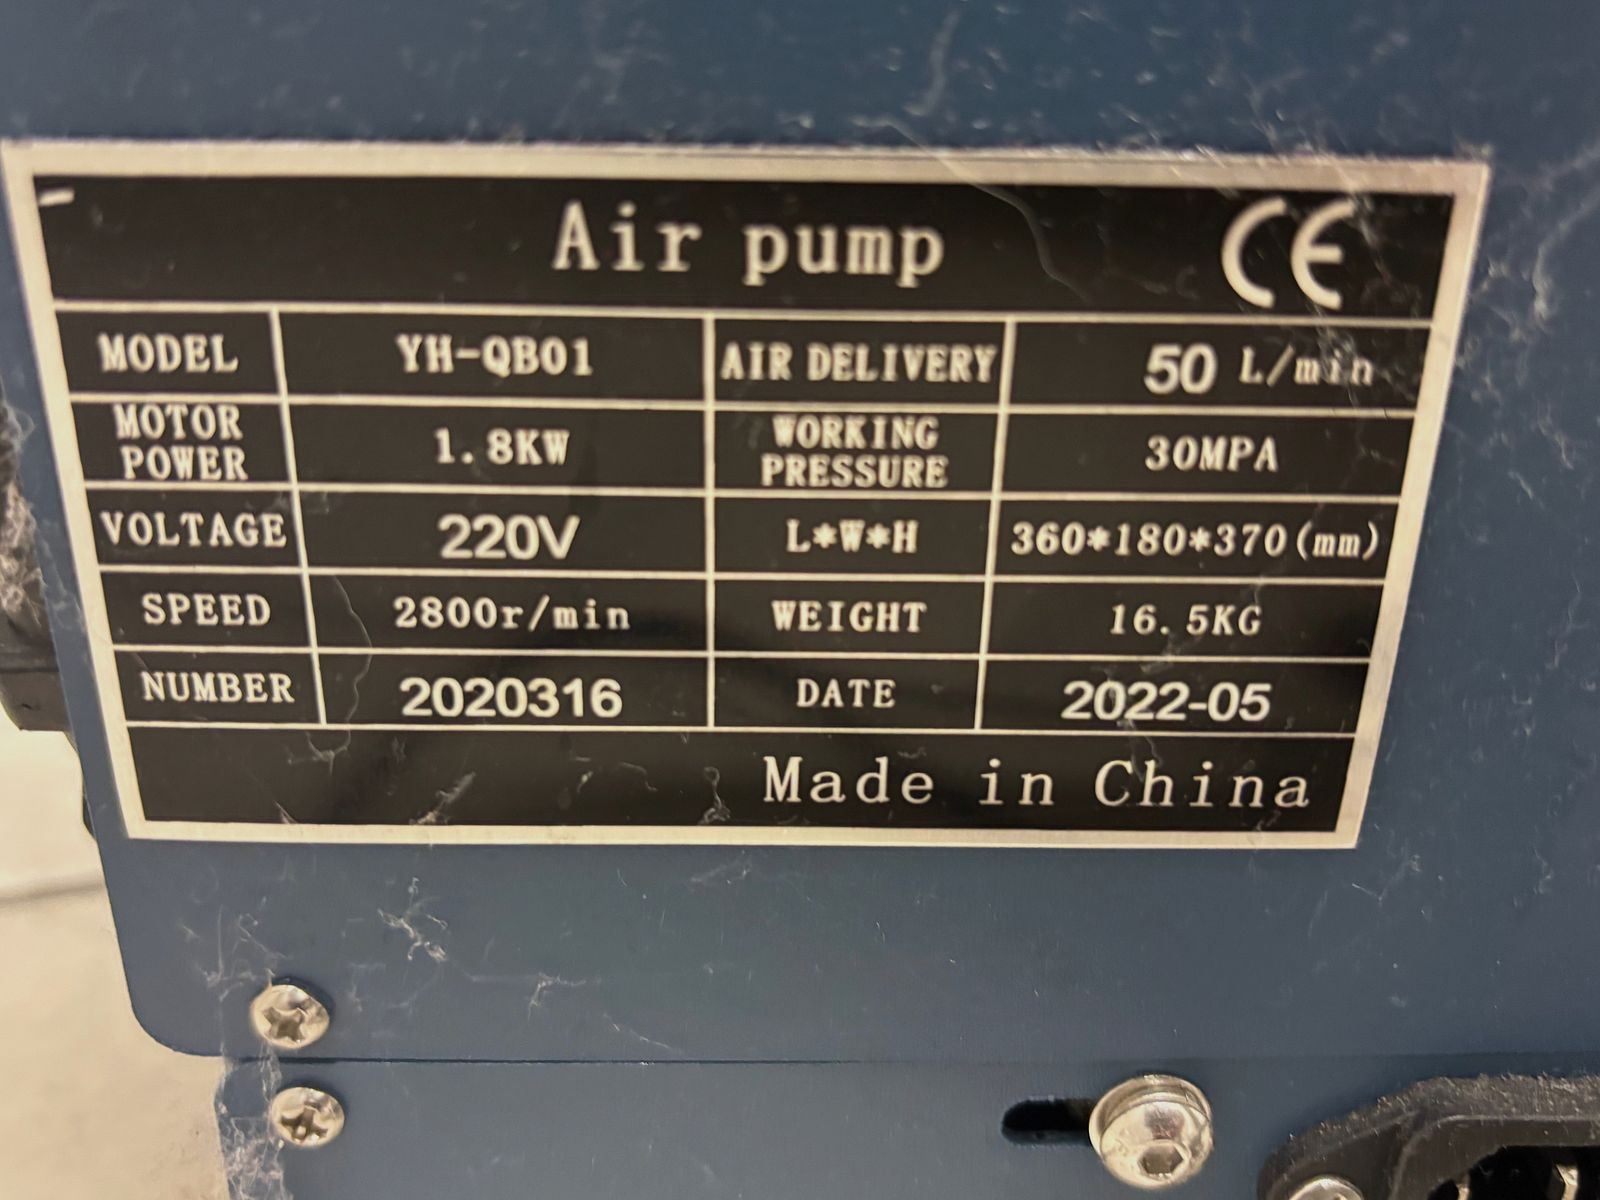 Air pump CE
MODEL YH-QB01 AIR DELIVERY 50 L/min
MOTOR POWER 1.8KW WORKING PRESSURE 30MPA
VOLTAGE 220V L*W*H 360*180*370(mm)
SPEED 2800r/min WEIGHT 16.5KG
NUMBER 2020316 DATE 2022-05
Made in China